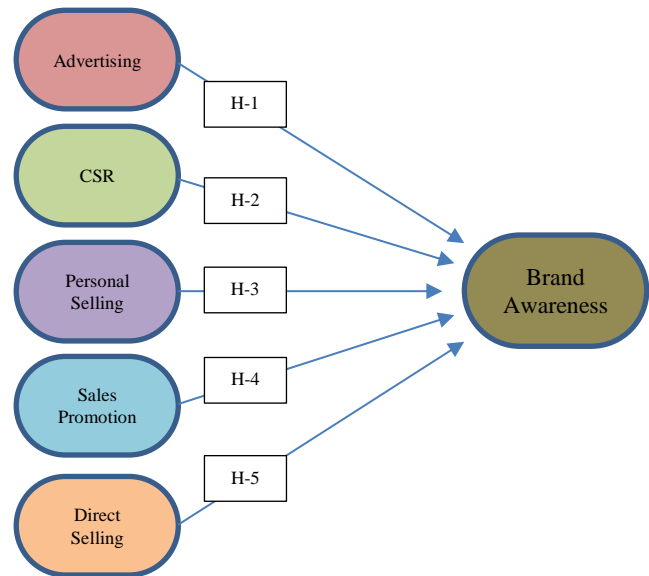 Advertising
H-1
CSR
H-2
Personal
Selling
H-3
Brand
Awareness
Sales
Promotion
H-4
Direct
Selling
H-5